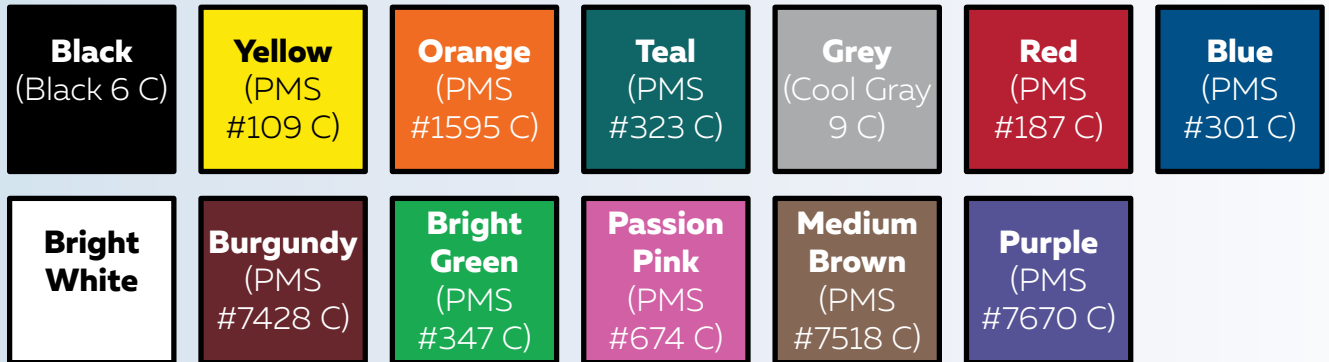 Black
(Black 6 C)
Yellow
(PMS
#109 C)
Orange
(PMS
#1595 C)
Teal
(PMS
#323 C)
Grey
(Cool Gray
9 C)
Red
(PMS
#187 C)
Blue
(PMS
#301 C)
Bright
White
Burgundy
(PMS
#7428 C)
Bright
Green
(PMS
#347 C)
Passion
Pink
(PMS
#674 C)
Medium
Brown
(PMS
#7518 C)
Purple
(PMS
#7670 C)